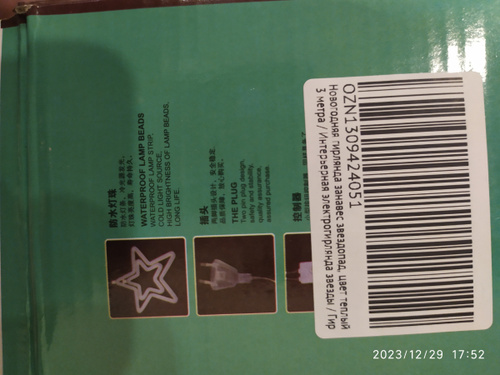 防水灯珠
WATERPROOF LAMP BEADS
WATERPROOF LAMP STRIP,
COLD LIGHT SOURCE,
HIGH BRIGHTNESS OF LAMP BEADS,
LONG LIFE.
插头
THE PLUG
Two pin plug design,
safety and stability,
quality assurance,
assured purchase.
控制器
OZN1309424051
Новогодняя гирлянда занавес звездопад, цвет теплый
3 метра / Интерьерная электрогирлянда звезды / Гир
2023/12/29 17:52